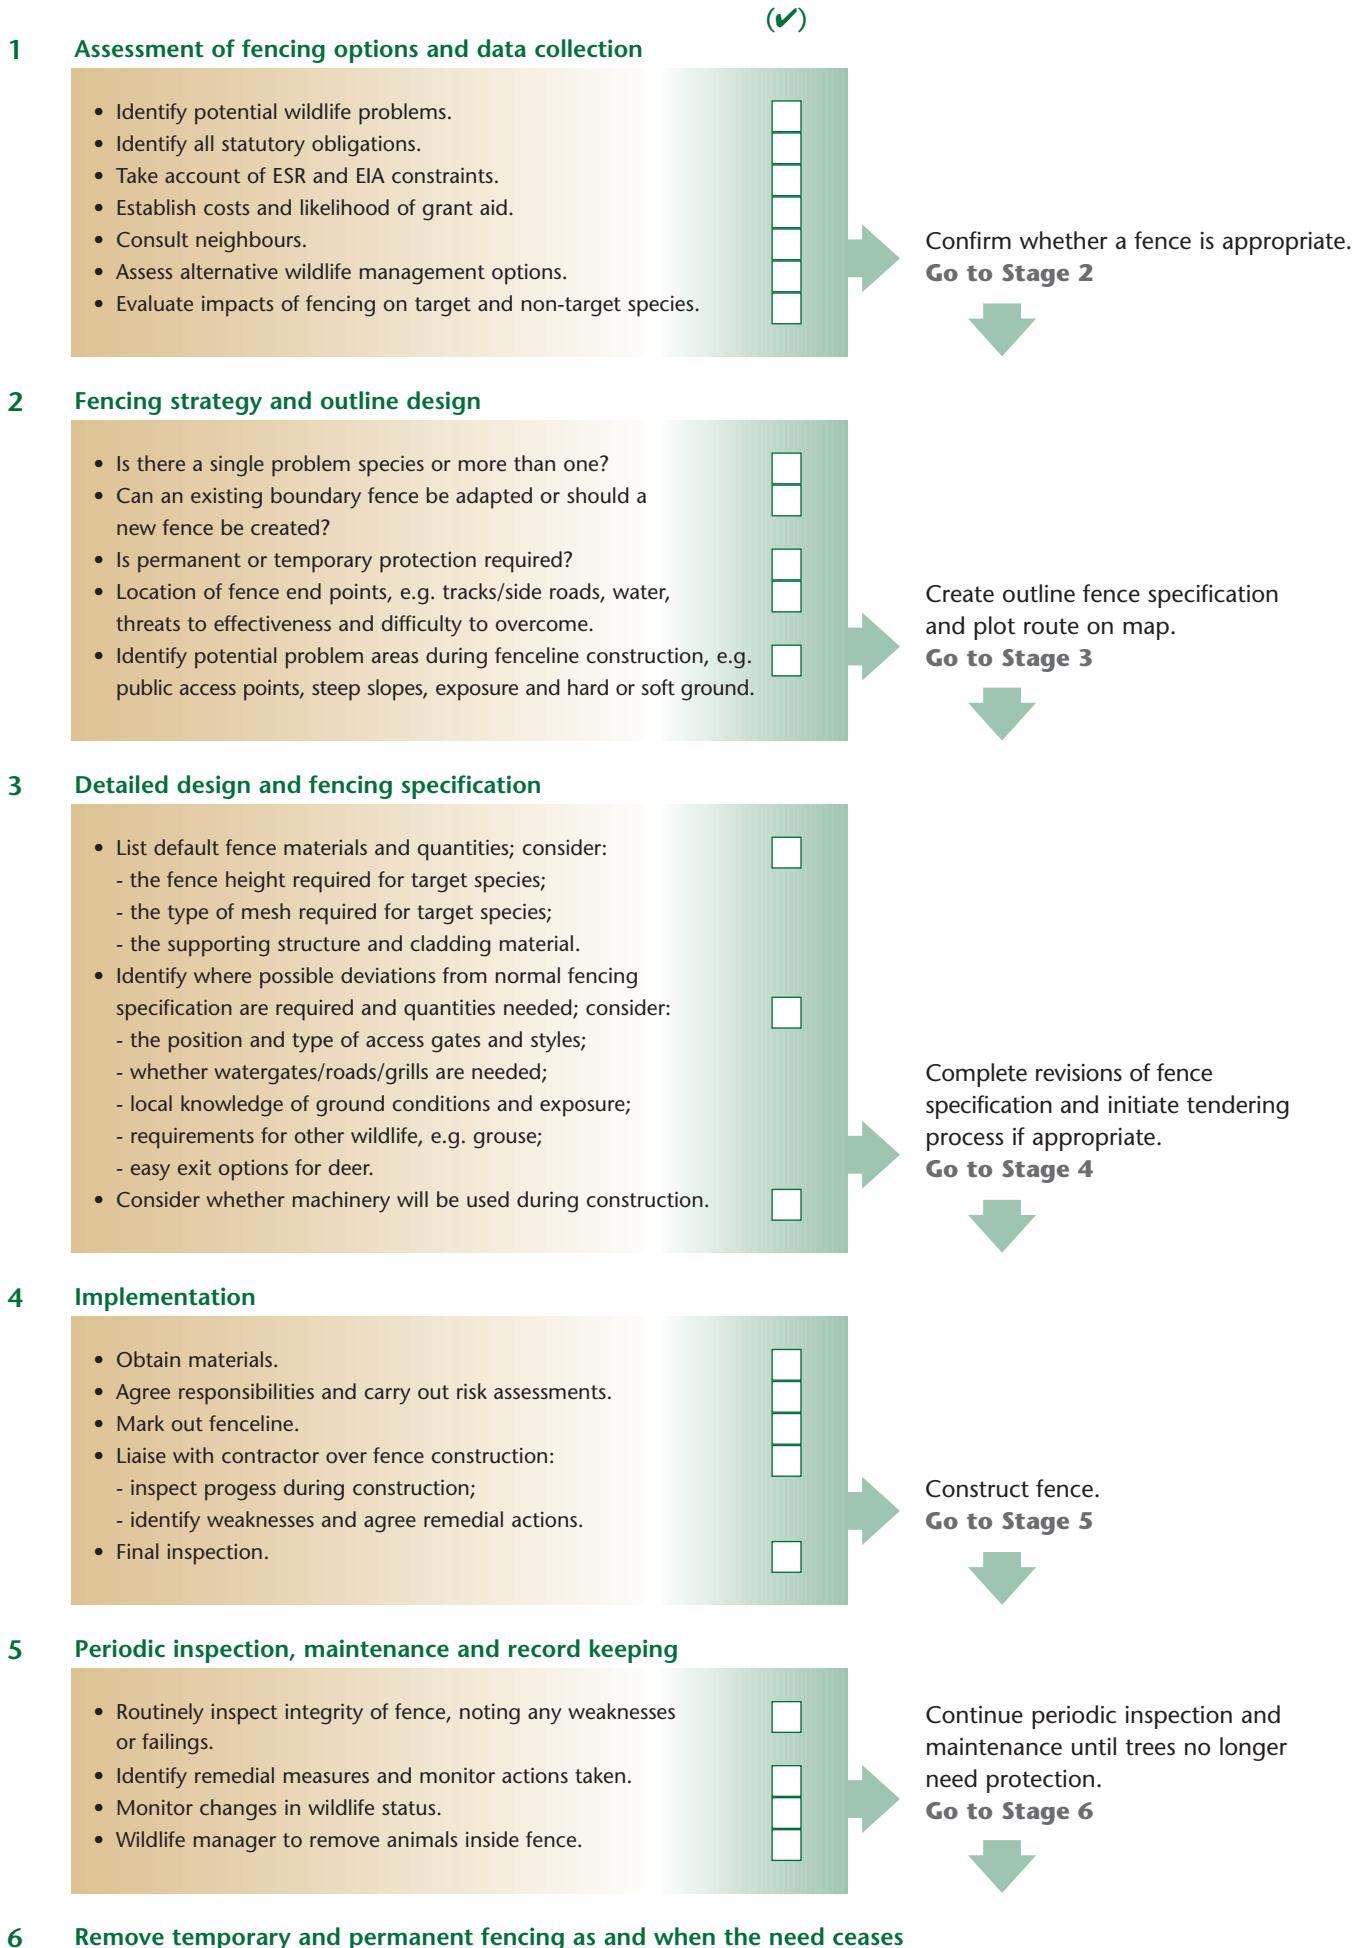 (✔)
1 Assessment of fencing options and data collection
• Identify potential wildlife problems.
• Identify all statutory obligations.
• Take account of ESR and EIA constraints.
• Establish costs and likelihood of grant aid.
• Consult neighbours.
• Assess alternative wildlife management options.
• Evaluate impacts of fencing on target and non-target species.
Confirm whether a fence is appropriate.
Go to Stage 2
2 Fencing strategy and outline design
• Is there a single problem species or more than one?
• Can an existing boundary fence be adapted or should a
new fence be created?
• Is permanent or temporary protection required?
• Location of fence end points, e.g. tracks/side roads, water,
threats to effectiveness and difficulty to overcome.
• Identify potential problem areas during fenceline construction, e.g.
public access points, steep slopes, exposure and hard or soft ground.
Create outline fence specification
and plot route on map.
Go to Stage 3
3 Detailed design and fencing specification
• List default fence materials and quantities; consider:
- the fence height required for target species;
- the type of mesh required for target species;
- the supporting structure and cladding material.
• Identify where possible deviations from normal fencing
specification are required and quantities needed; consider:
- the position and type of access gates and styles;
- whether watergates/roads/grills are needed;
- local knowledge of ground conditions and exposure;
- requirements for other wildlife, e.g. grouse;
- easy exit options for deer.
• Consider whether machinery will be used during construction.
Complete revisions of fence
specification and initiate tendering
process if appropriate.
Go to Stage 4
4 Implementation
• Obtain materials.
• Agree responsibilities and carry out risk assessments.
• Mark out fenceline.
• Liaise with contractor over fence construction:
- inspect progess during construction;
- identify weaknesses and agree remedial actions.
• Final inspection.
Construct fence.
Go to Stage 5
5 Periodic inspection, maintenance and record keeping
• Routinely inspect integrity of fence, noting any weaknesses
or failings.
• Identify remedial measures and monitor actions taken.
• Monitor changes in wildlife status.
• Wildlife manager to remove animals inside fence.
Continue periodic inspection and
maintenance until trees no longer
need protection.
Go to Stage 6
6 Remove temporary and permanent fencing as and when the need ceases